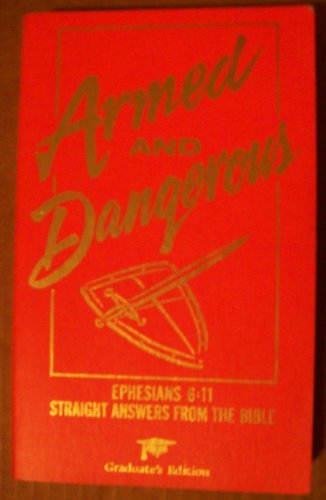 Armed
AND
Dangerous
EPHESIANS 6:11
STRAIGHT ANSWERS FROM THE BIBLE
Graduate's Edition